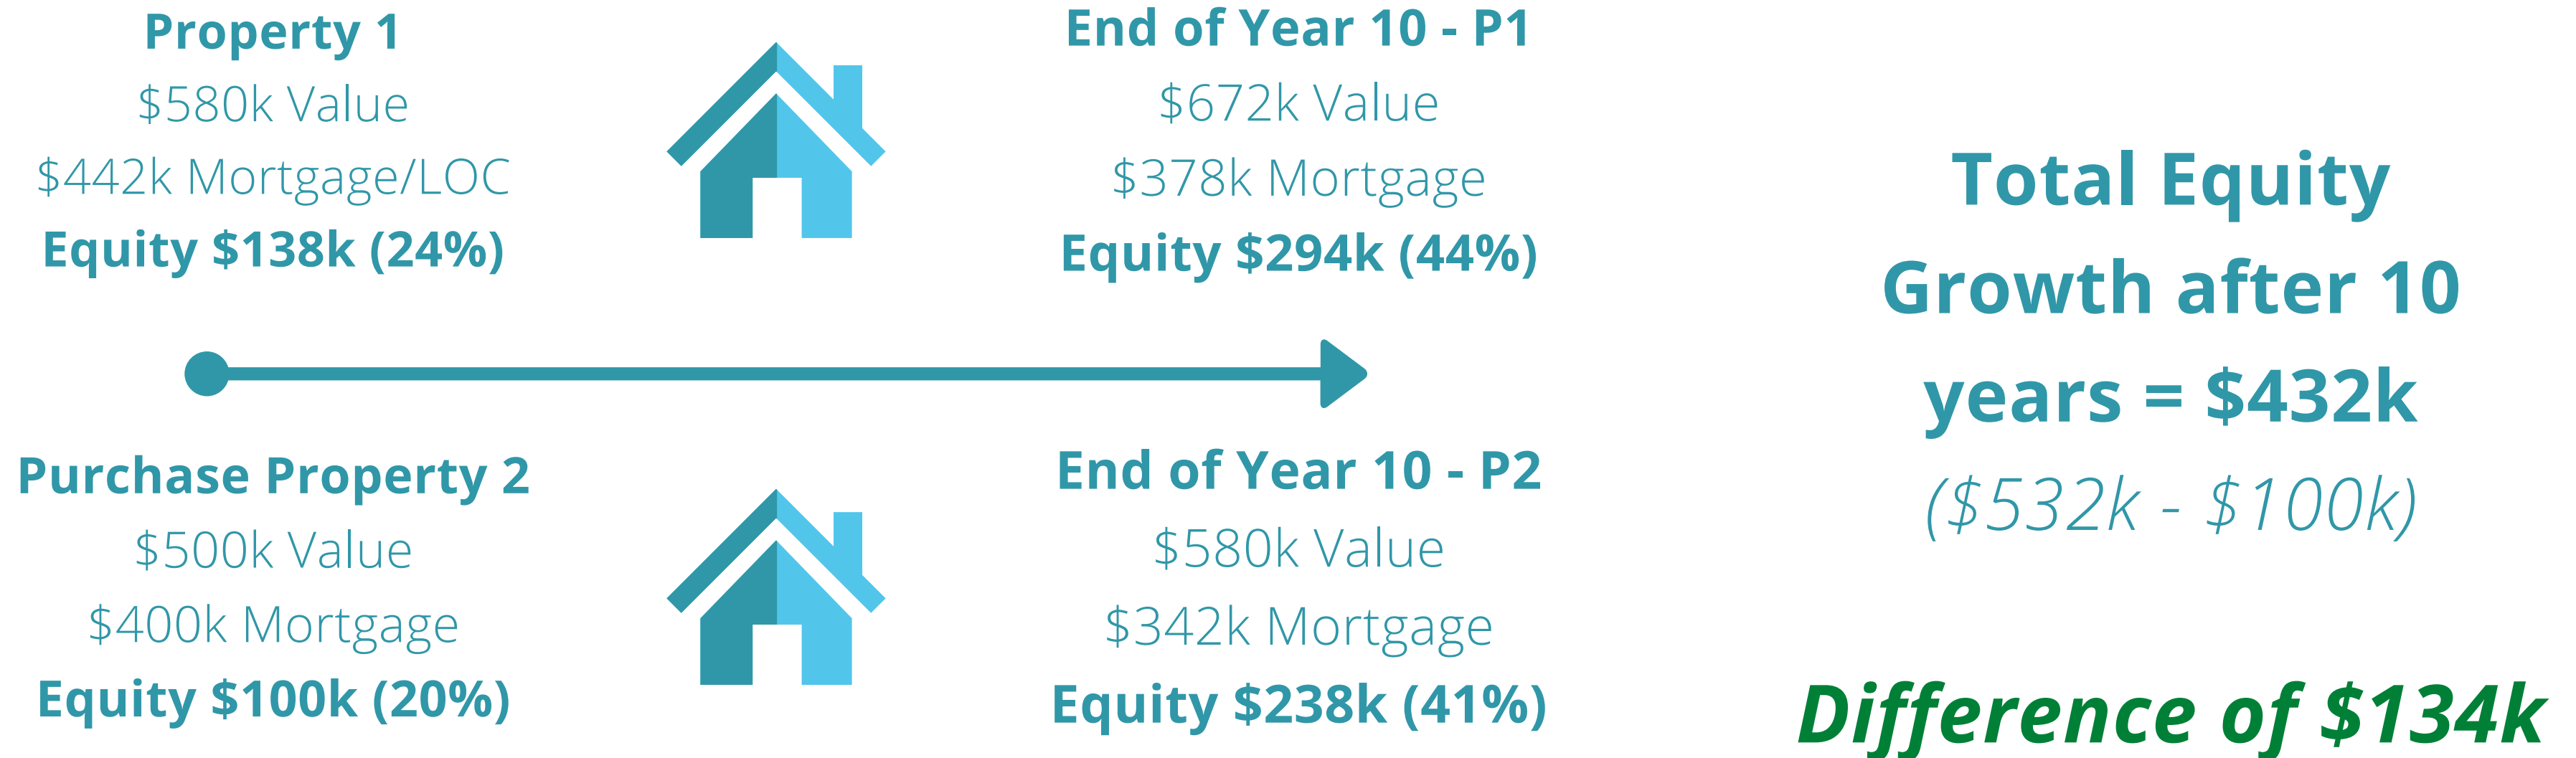 Property 1
$580k Value
$442k Mortgage/LOC
Equity $138k (24%)
End of Year 10 - P1
$672k Value
$378k Mortgage
Equity $294k (44%)
Purchase Property 2
$500k Value
$400k Mortgage
Equity $100k (20%)
End of Year 10 - P2
$580k Value
$342k Mortgage
Equity $238k (41%)
Total Equity
Growth after 10
years = $432k
($532k - $100k)
Difference of $134k